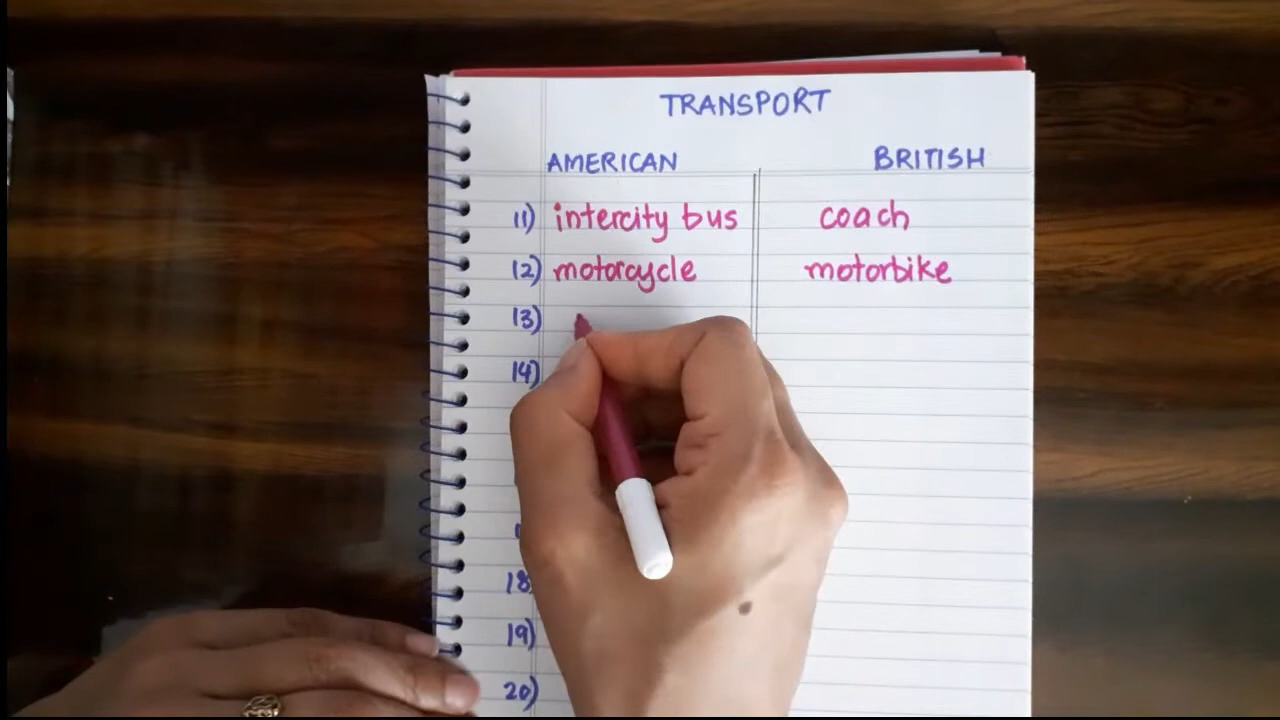 TRANSPORT
AMERICAN BRITISH
11) intercity bus coach
12) motorcycle motorbike
13)
14)
18)
19)
20)